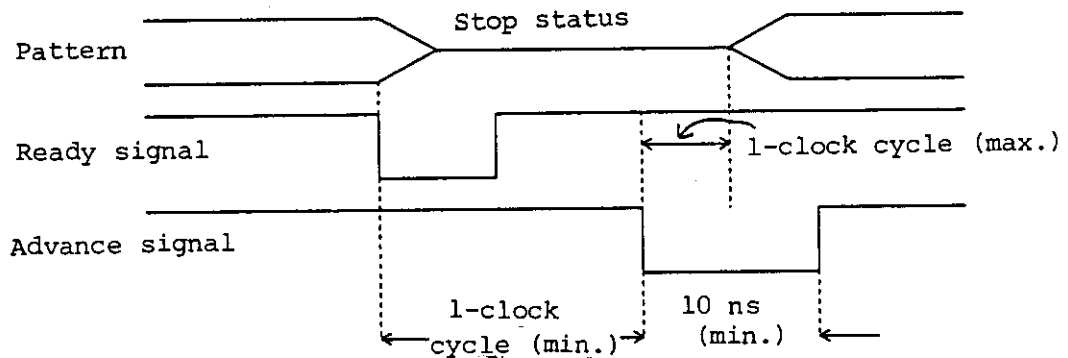 Stop status
Pattern
Ready signal
1-clock cycle (max.)
Advance signal
1-clock
cycle (min.)
10 ns
(min.)